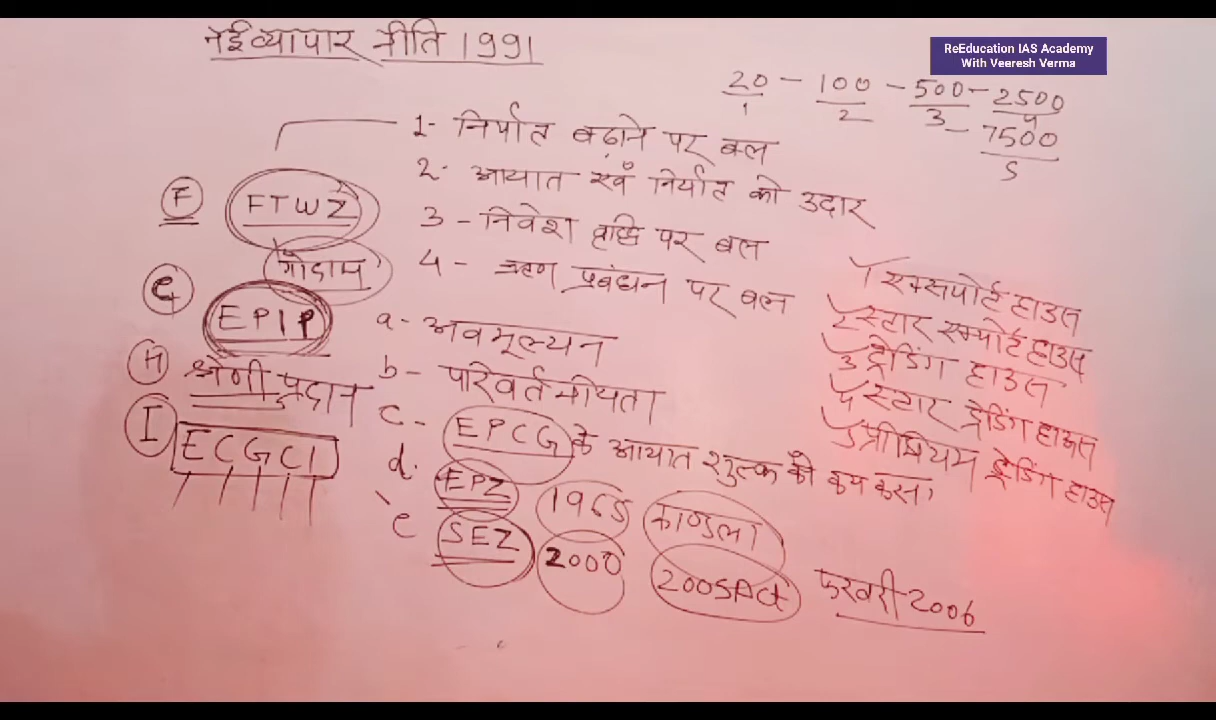 नई व्यापार नीति 1991
ReEducation IAS Academy
With Veeresh Verma
20 - 100 - 500 - 2500 - 7500
1 2 3 4 5
1- निर्यात बढ़ाने पर बल
2- आयात एवं निर्यात को उदार
3 - निवेश वृद्धि पर बल
4 - ऋण प्रबंधन पर बल
a - अवमूल्यन
b - परिवर्तनीयता
c - EPCG के आयात शुल्क को कम करना
d. EPZ 1965 काण्डला
e SEZ 2000 2005 Act फरवरी 2006
F FTWZ
गोदाम
G EPIP
H श्रेणी प्रदान
I ECGCI
1 एक्सपोर्ट हाउस
2 स्टार एक्स्पोर्ट हाउस
3 ट्रेडिंग हाउस
4 स्टार ट्रेडिंग हाउस
5 प्रीमियम ट्रेडिंग हाउस